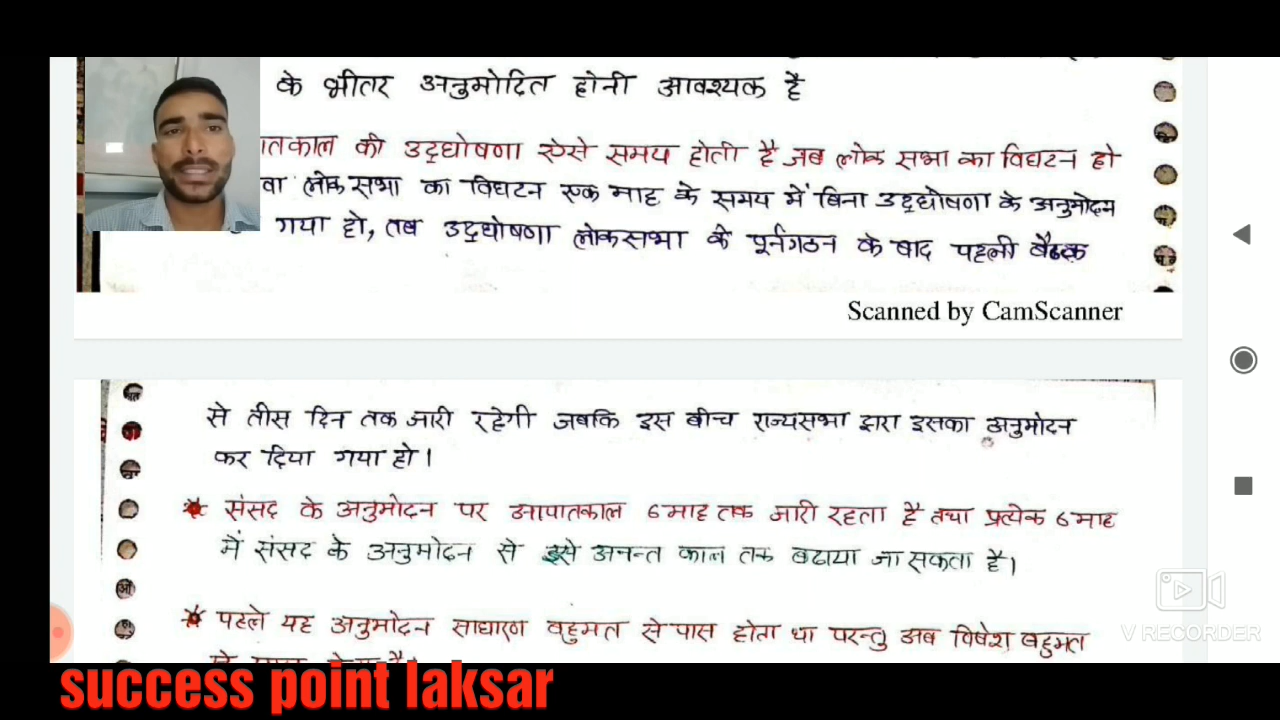 के भीतर अनुमोदित होनी आवश्यक है
तकाल की उद्घोषणा ऐसे समय होती है जब लोक सभा का विघटन हो
वा लोक सभा का विघटन एक माह के समय में बिना उद्घोषणा के अनुमोदन
गया हो, तब उद्घोषणा लोकसभा के पूर्नगठन के बाद पहली बैठक
Scanned by CamScanner
से तीस दिन तक जारी रहेगी जबकि इस बीच राज्यसभा द्वारा इसका अनुमोदन
कर दिया गया हो।
* संसद के अनुमोदन पर आपातकाल 6 माह तक जारी रहता है तथा प्रत्येक 6 माह
में संसद के अनुमोदन से इसे अनन्त काल तक बढाया जा सकता है।
* पहले यह अनुमोदन साधारण बहुमत से पास होता था परन्तु अब विषेश बहुमत
V RECORDER
success point laksar